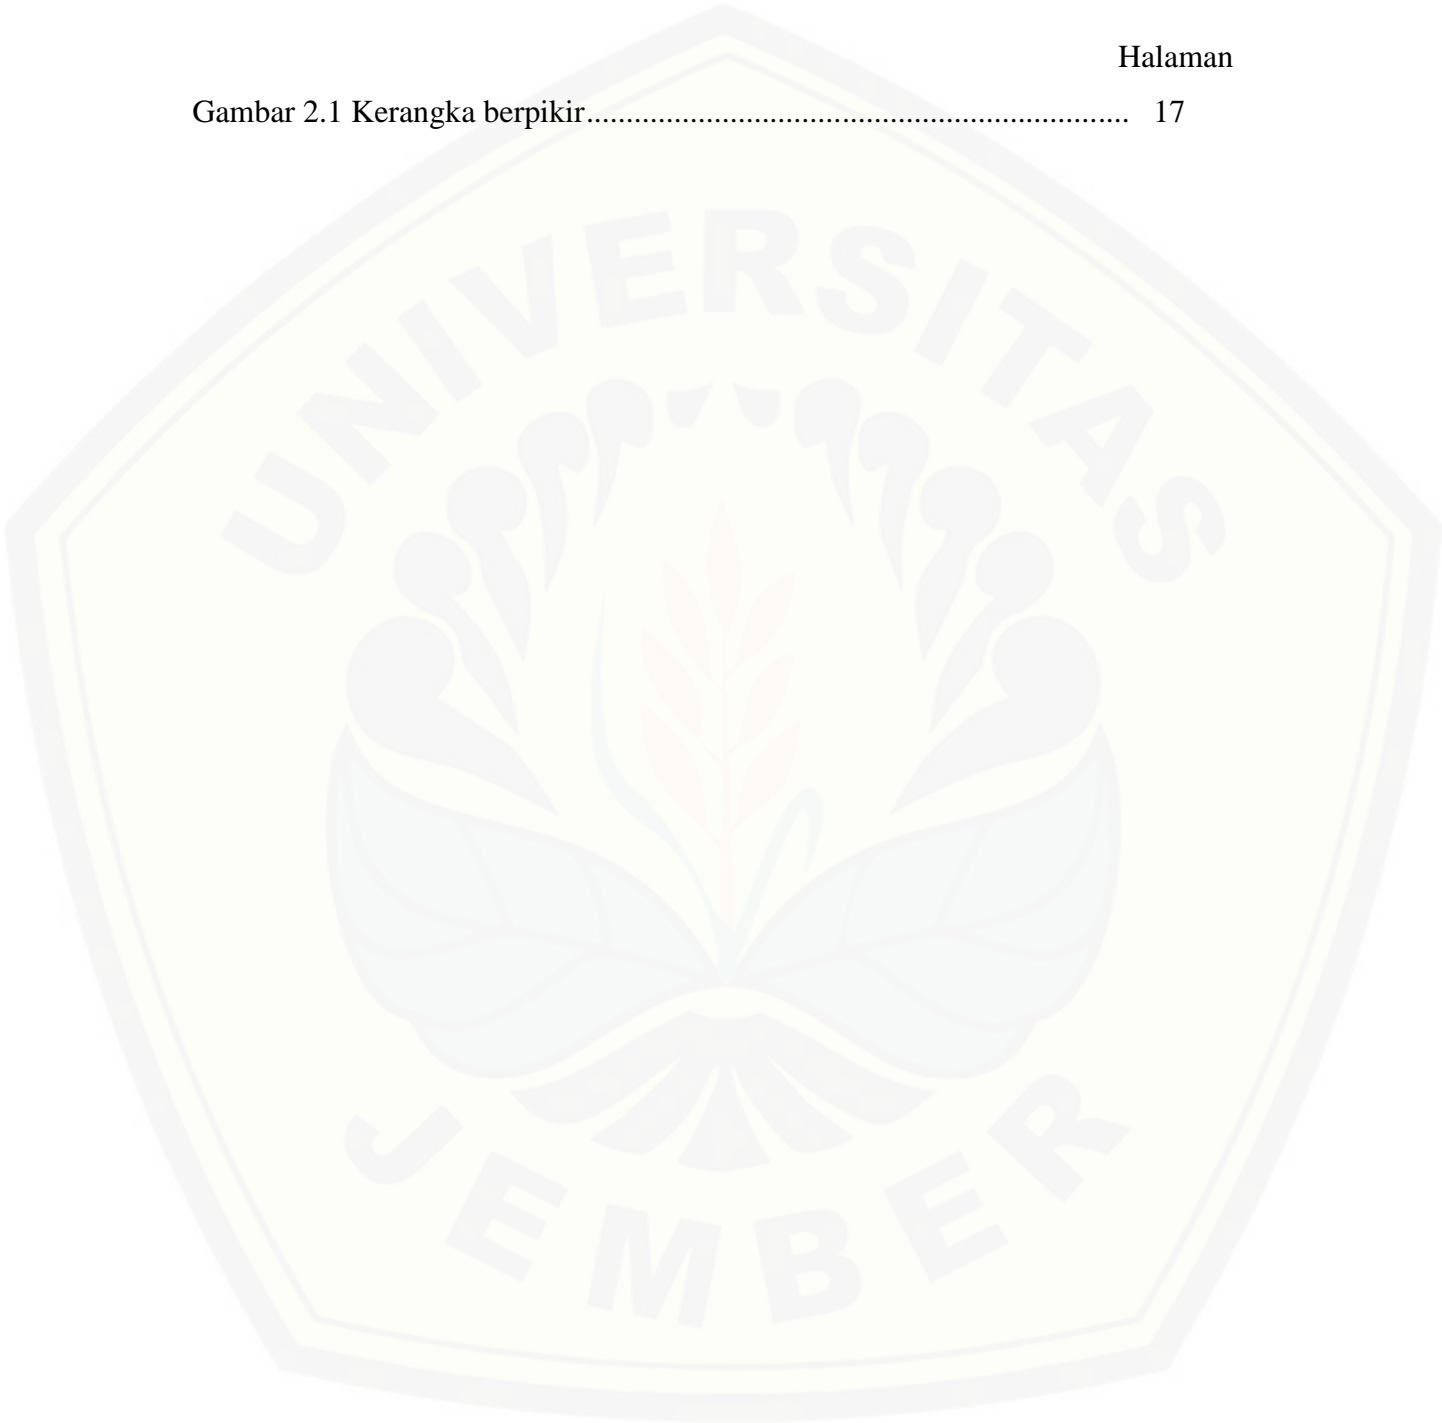 Halaman
Gambar 2.1 Kerangka berpikir.................................................................... 17
UNIVERSITAS
JEMBER